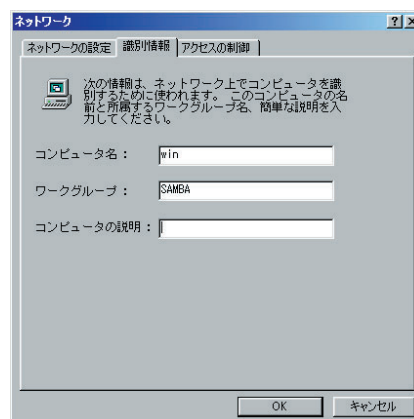 ネットワーク
ネットワークの設定 識別情報 アクセスの制御
次の情報は、ネットワーク上でコンピュータを識
別するために使われます。 このコンピュータの名
前と所属するワークグループ名、簡単な説明を入
力してください。
コンピュータ名： win
ワークグループ： SAMBA
コンピュータの説明：
OK キャンセル